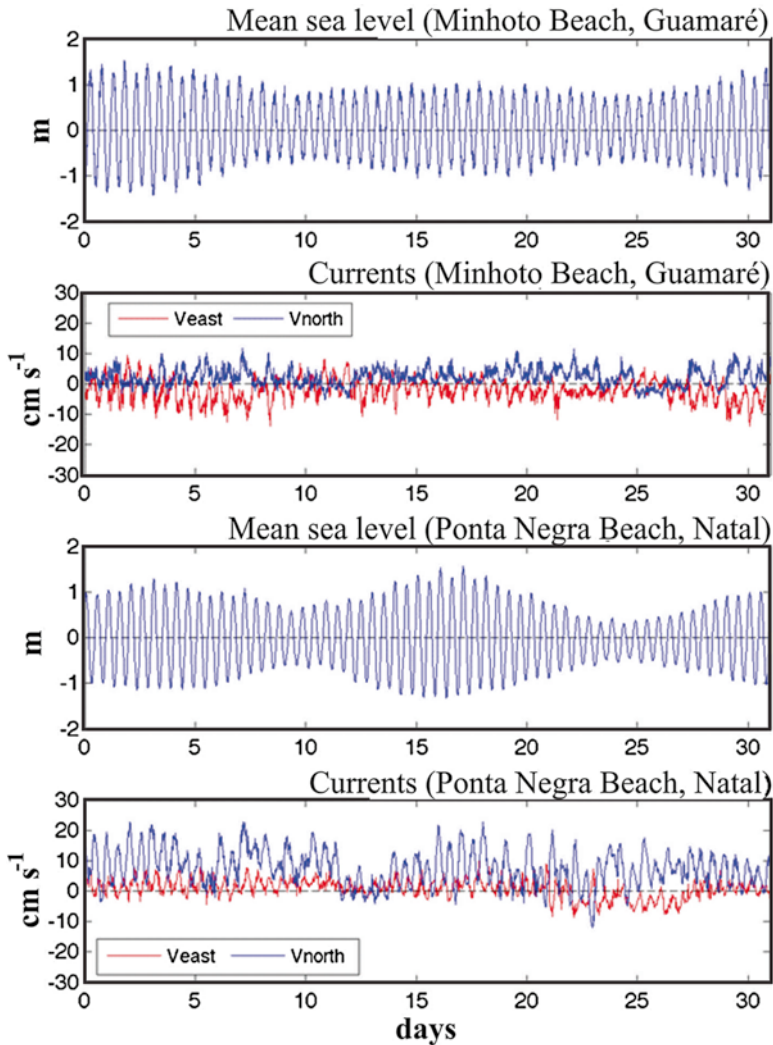 Mean sea level (Minhoto Beach, Guamaré)
2
1
0
-1
-2
m
0 5 10 15 20 25 30
Currents (Minhoto Beach, Guamaré)
30
20
10
0
-10
-20
-30
cm s⁻¹
Veast Vnorth
0 5 10 15 20 25 30
Mean sea level (Ponta Negra Beach, Natal)
2
1
0
-1
-2
m
0 5 10 15 20 25 30
Currents (Ponta Negra Beach, Natal)
30
20
10
0
-10
-20
-30
cm s⁻¹
Veast Vnorth
0 5 10 15 20 25 30
days